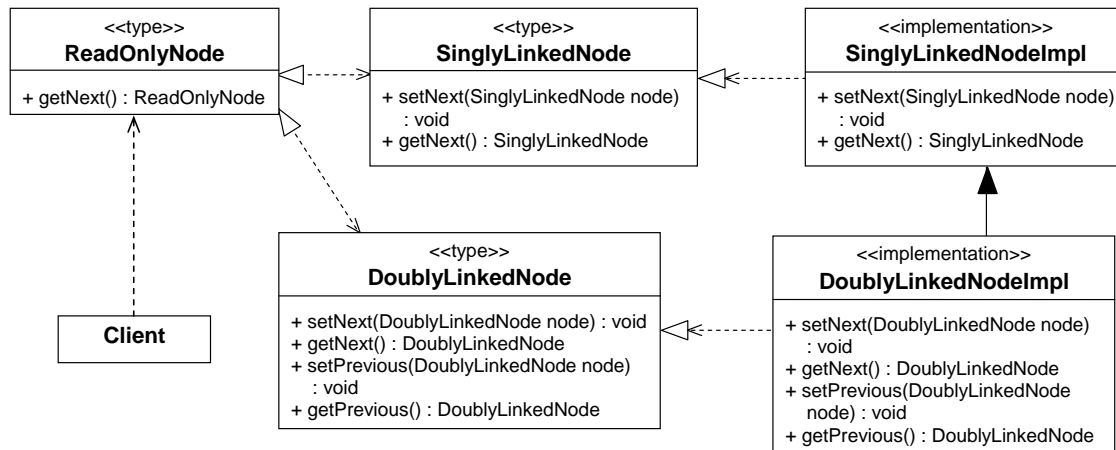 <<type>>
ReadOnlyNode
+ getNext() : ReadOnlyNode
<<type>>
SinglyLinkedNode
+ setNext(SinglyLinkedNode node)
: void
+ getNext() : SinglyLinkedNode
<<implementation>>
SinglyLinkedNodeImpl
+ setNext(SinglyLinkedNode node)
: void
+ getNext() : SinglyLinkedNode
Client
<<type>>
DoublyLinkedNode
+ setNext(DoublyLinkedNode node) : void
+ getNext() : DoublyLinkedNode
+ setPrevious(DoublyLinkedNode node)
: void
+ getPrevious() : DoublyLinkedNode
<<implementation>>
DoublyLinkedNodeImpl
+ setNext(DoublyLinkedNode node)
: void
+ getNext() : DoublyLinkedNode
+ setPrevious(DoublyLinkedNode
node) : void
+ getPrevious() : DoublyLinkedNode